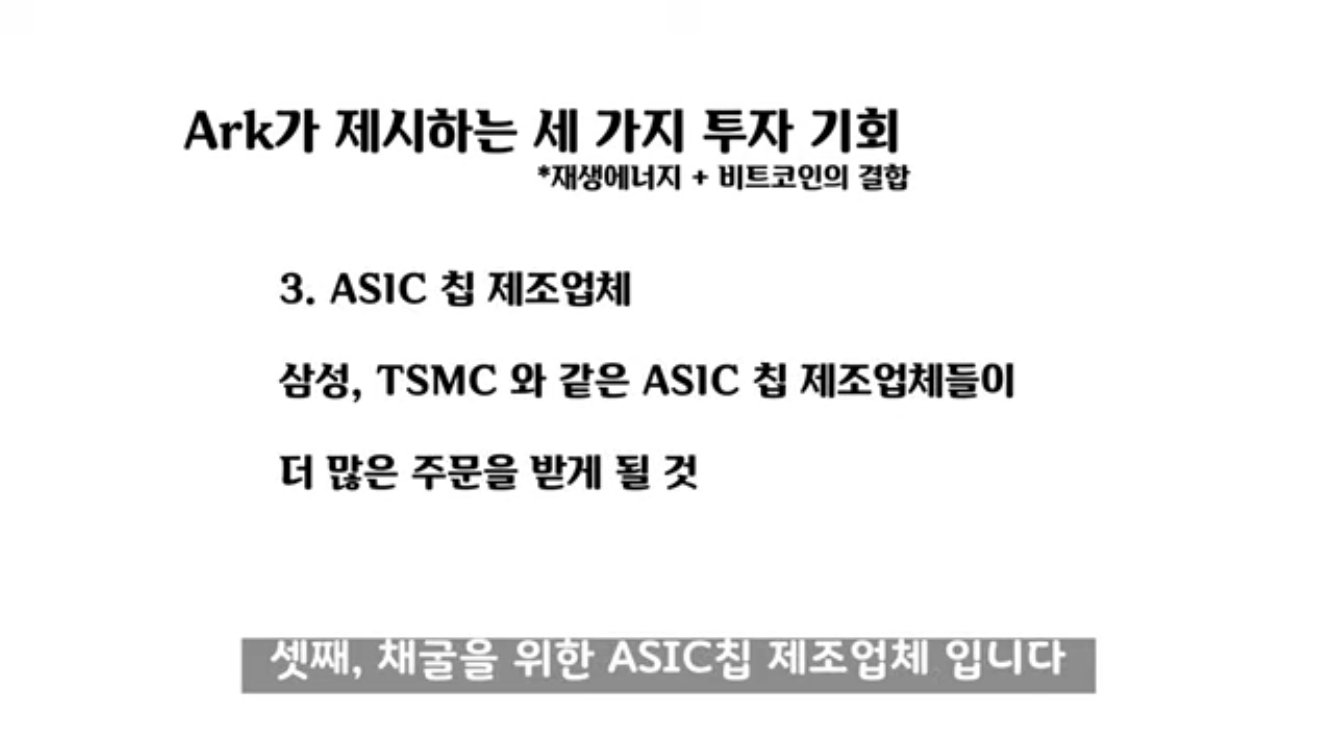 Ark가 제시하는 세 가지 투자 기회
*재생에너지 + 비트코인의 결합
3. ASIC 칩 제조업체
삼성, TSMC 와 같은 ASIC 칩 제조업체들이
더 많은 주문을 받게 될 것
셋째, 채굴을 위한 ASIC칩 제조업체 입니다